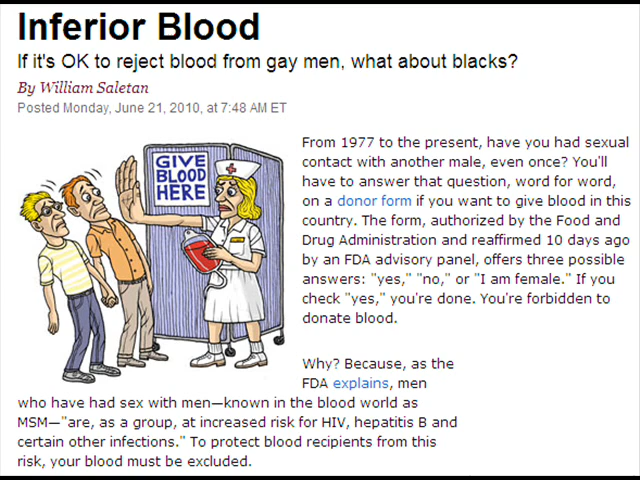 Inferior Blood
If it's OK to reject blood from gay men, what about blacks?
By William Saletan
Posted Monday, June 21, 2010, at 7:48 AM ET
GIVE
BLOOD
HERE
From 1977 to the present, have you had sexual
contact with another male, even once? You'll
have to answer that question, word for word,
on a donor form if you want to give blood in this
country. The form, authorized by the Food and
Drug Administration and reaffirmed 10 days ago
by an FDA advisory panel, offers three possible
answers: "yes," "no," or "I am female." If you
check "yes," you're done. You're forbidden to
donate blood.
Why? Because, as the
FDA explains, men
who have had sex with men—known in the blood world as
MSM—"are, as a group, at increased risk for HIV, hepatitis B and
certain other infections." To protect blood recipients from this
risk, your blood must be excluded.